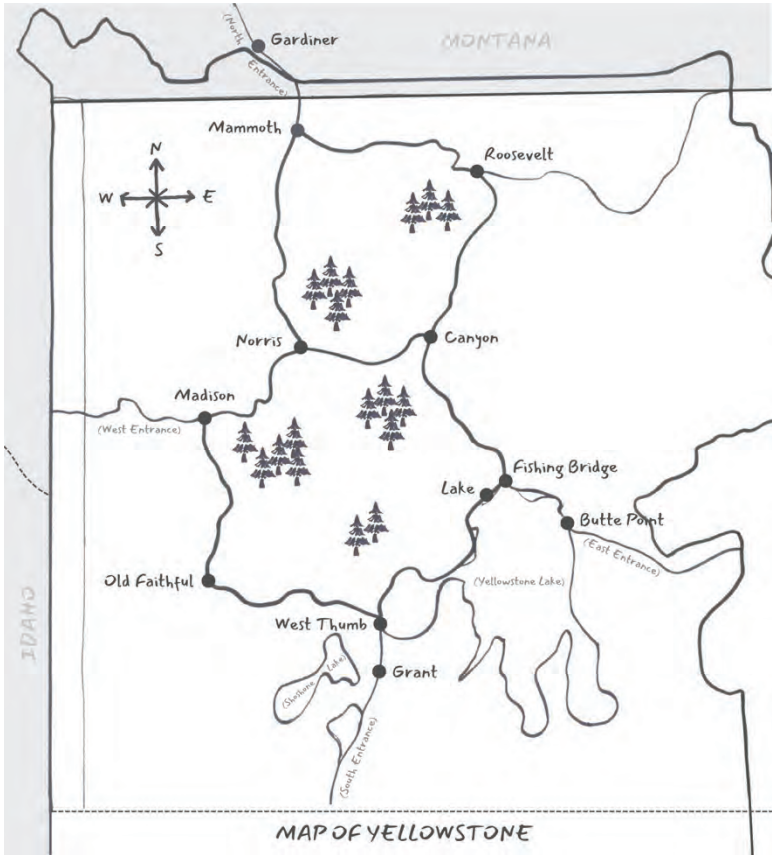 MONTANA
Gardiner
(North
Entrance)
Mammoth
Roosevelt
N
W
E
S
Norris
Canyon
Madison
(West Entrance)
Fishing Bridge
Lake
Butte Point
(East Entrance)
(Yellowstone Lake)
Old Faithful
IDAHO
West Thumb
Grant
(Shoshone Lake)
(South Entrance)
MAP OF YELLOWSTONE